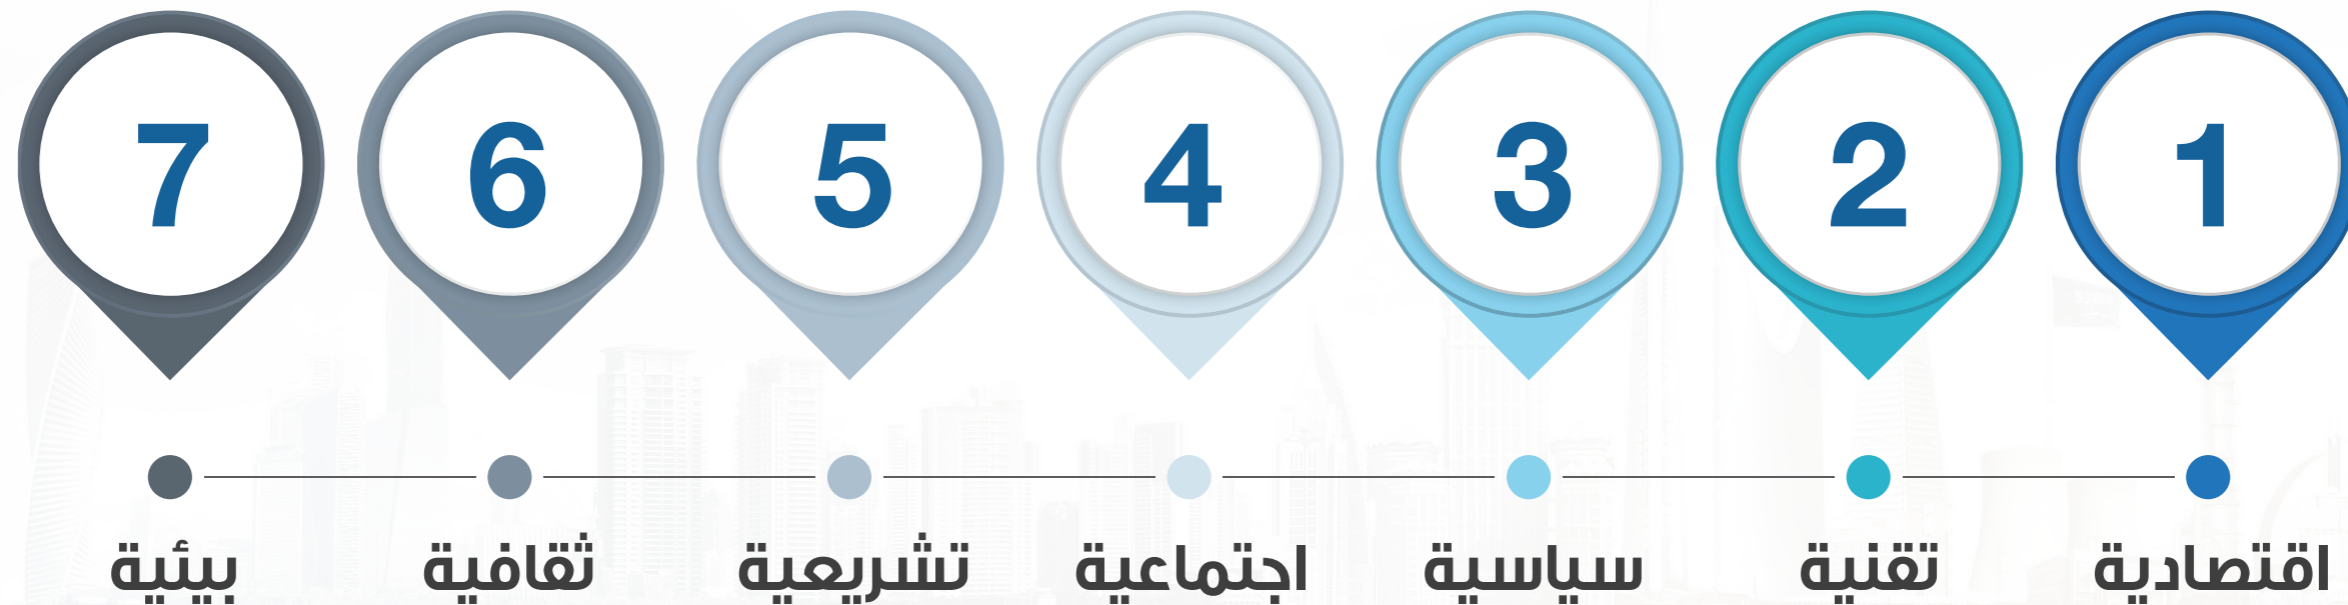 1 2 3 4 5 6 7
اقتصادية تقنية سياسية اجتماعية تشريعية ثقافية بيئية